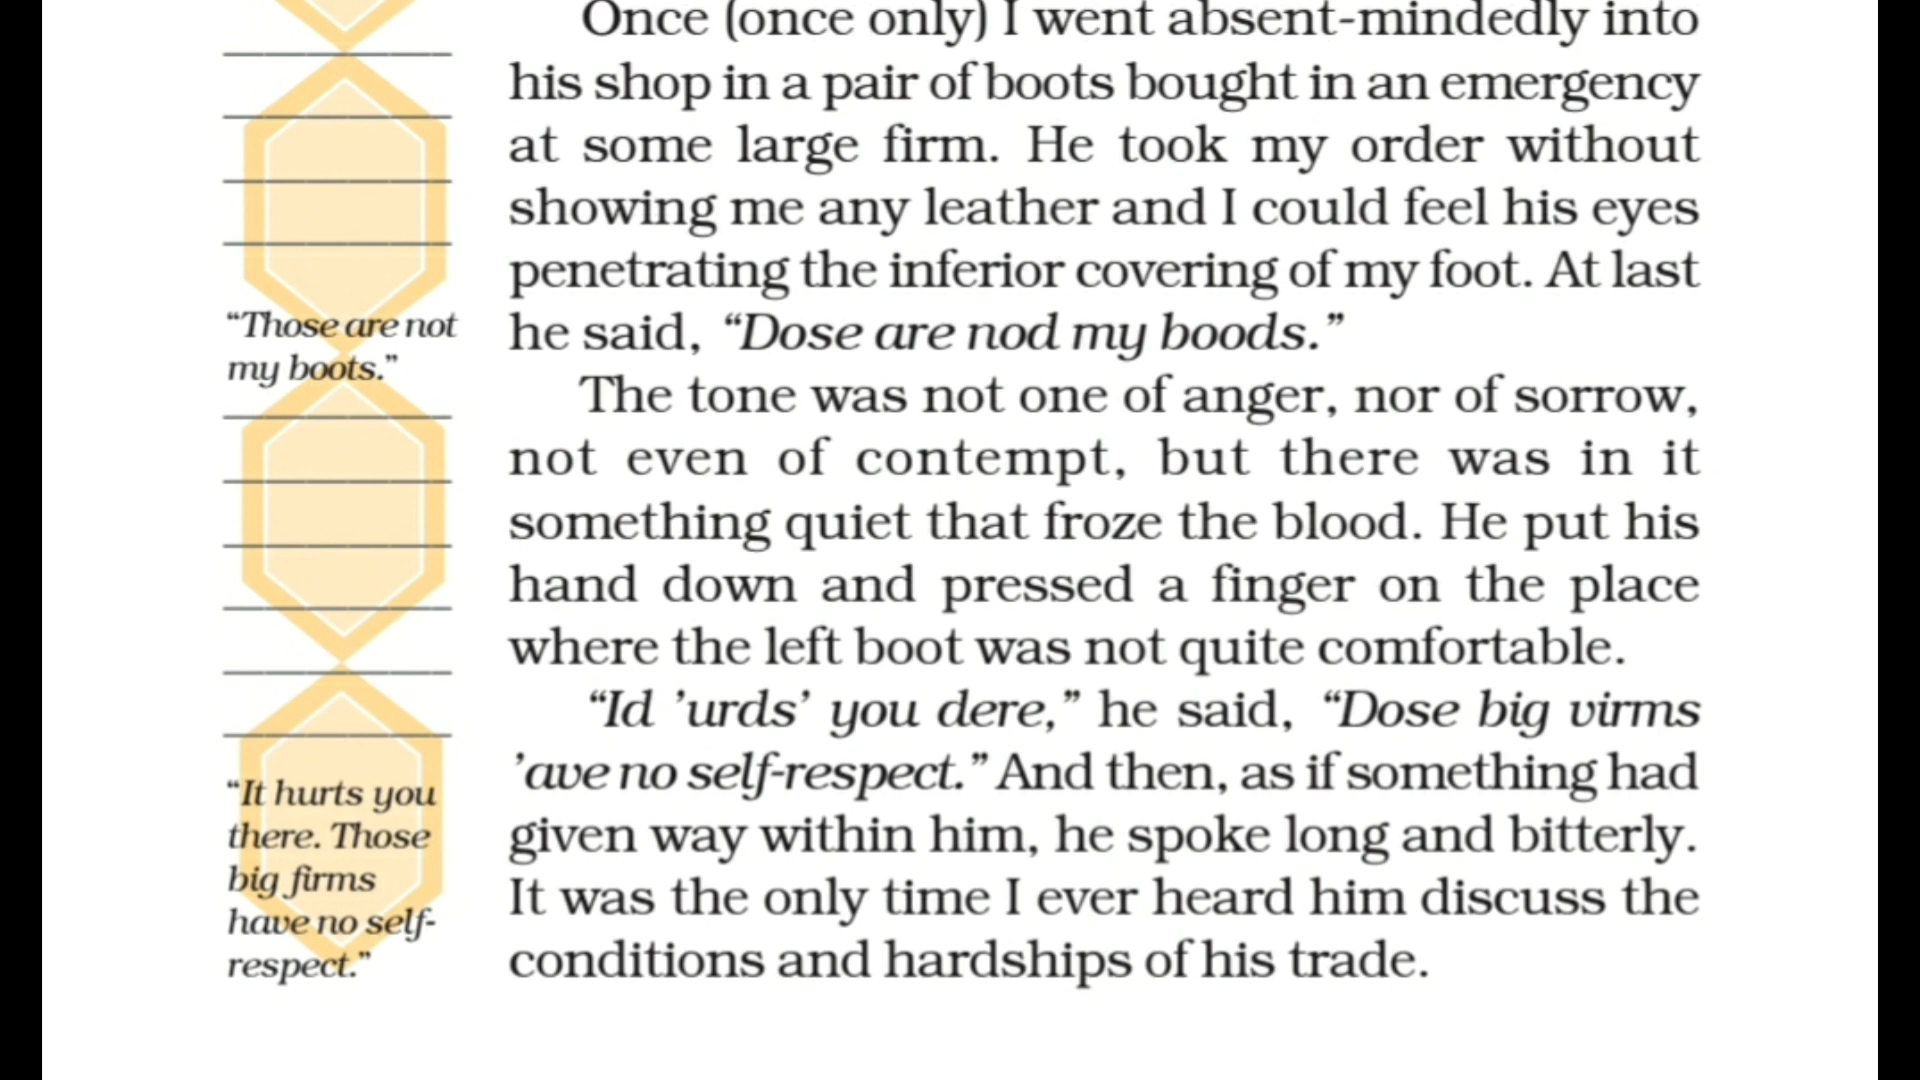 Once (once only) I went absent-mindedly into
his shop in a pair of boots bought in an emergency
at some large firm. He took my order without
showing me any leather and I could feel his eyes
penetrating the inferior covering of my foot. At last
he said, “Dose are nod my boods.”
“Those are not
my boots.”
The tone was not one of anger, nor of sorrow,
not even of contempt, but there was in it
something quiet that froze the blood. He put his
hand down and pressed a finger on the place
where the left boot was not quite comfortable.
“Id ’urds’ you dere,” he said, “Dose big virms
’ave no self-respect.” And then, as if something had
given way within him, he spoke long and bitterly.
It was the only time I ever heard him discuss the
conditions and hardships of his trade.
“It hurts you
there. Those
big firms
have no self-
respect.”